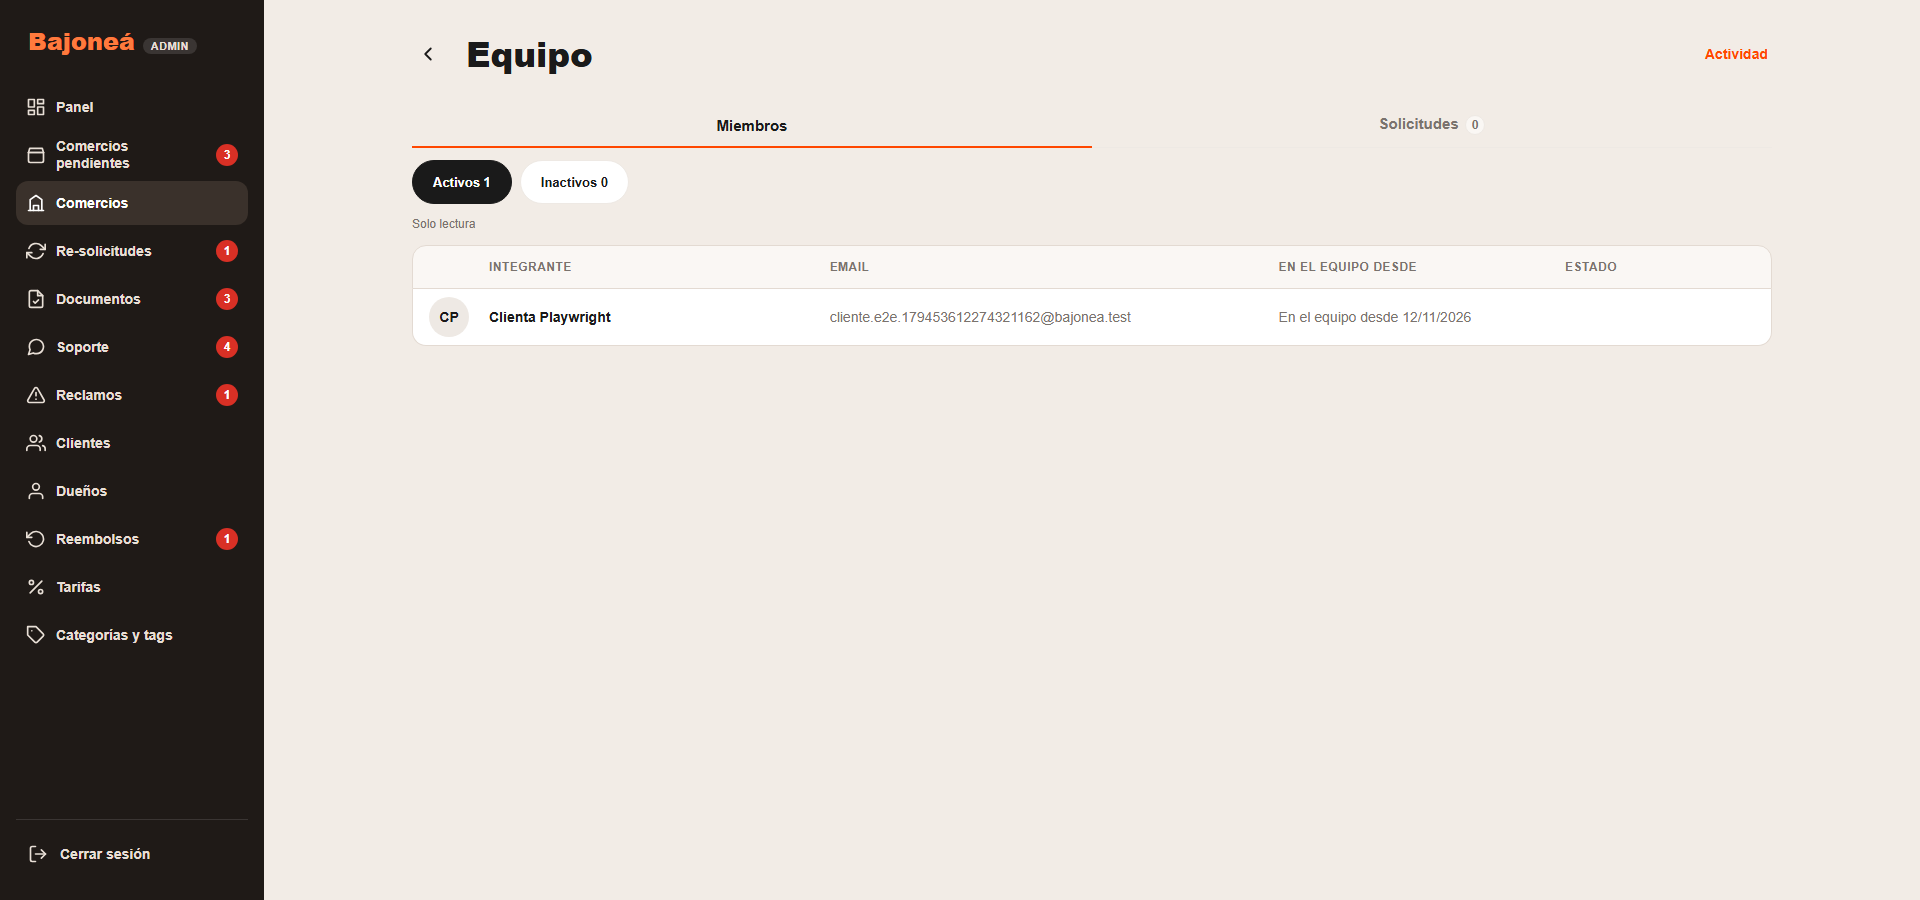 Bajoneá ADMIN
Panel
Comercios
pendientes 3
Comercios
Re-solicitudes 1
Documentos 3
Soporte 4
Reclamos 1
Clientes
Dueños
Reembolsos 1
Tarifas
Categorías y tags
Cerrar sesión
Equipo
Actividad
Miembros
Solicitudes 0
Activos 1
Inactivos 0
Solo lectura
INTEGRANTE EMAIL EN EL EQUIPO DESDE ESTADO
CP Clienta Playwright cliente.e2e.179453612274321162@bajonea.test En el equipo desde 12/11/2026